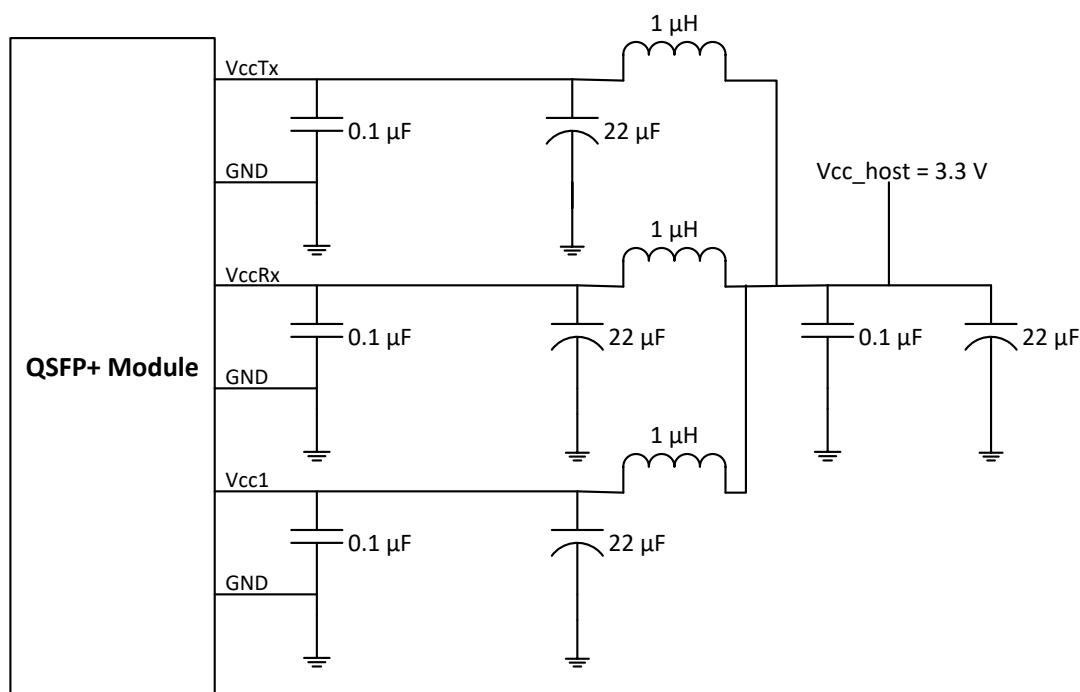 1 µH
VccTx
0.1 µF
22 µF
GND
Vcc_host = 3.3 V
1 µH
VccRx
0.1 µF
22 µF
0.1 µF
22 µF
QSFP+ Module
GND
1 µH
Vcc1
0.1 µF
22 µF
GND